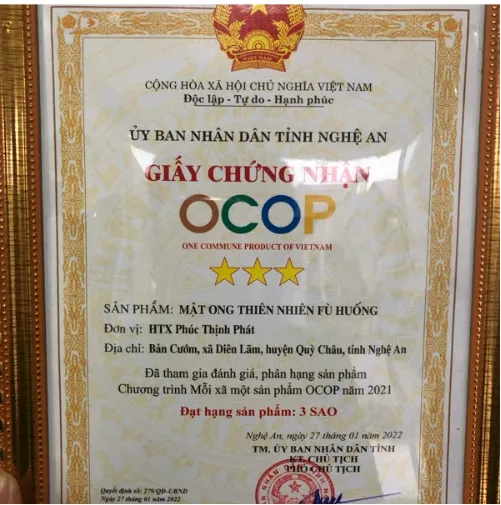 VIỆT NAM
CỘNG HÒA XÃ HỘI CHỦ NGHĨA VIỆT NAM
Độc lập - Tự do - Hạnh phúc
ỦY BAN NHÂN DÂN TỈNH NGHỆ AN
GIẤY CHỨNG NHẬN
OCOP
ONE COMMUNE PRODUCT OF VIETNAM
SẢN PHẨM: MẬT ONG THIÊN NHIÊN FÙ HUỐNG
Đơn vị: HTX Phúc Thịnh Phát
Địa chỉ: Bản Cướm, xã Diên Lãm, huyện Quỳ Châu, tỉnh Nghệ An
Đã tham gia đánh giá, phân hạng sản phẩm
Chương trình Mỗi xã một sản phẩm OCOP năm 2021
Đạt hạng sản phẩm: 3 SAO
Nghệ An, ngày 27 tháng 01 năm 2022
TM. ỦY BAN NHÂN DÂN TỈNH
KT. CHỦ TỊCH
PHÓ CHỦ TỊCH
Quyết định số: 279/QĐ-UBND
Ngày 27 tháng 01 năm 2022